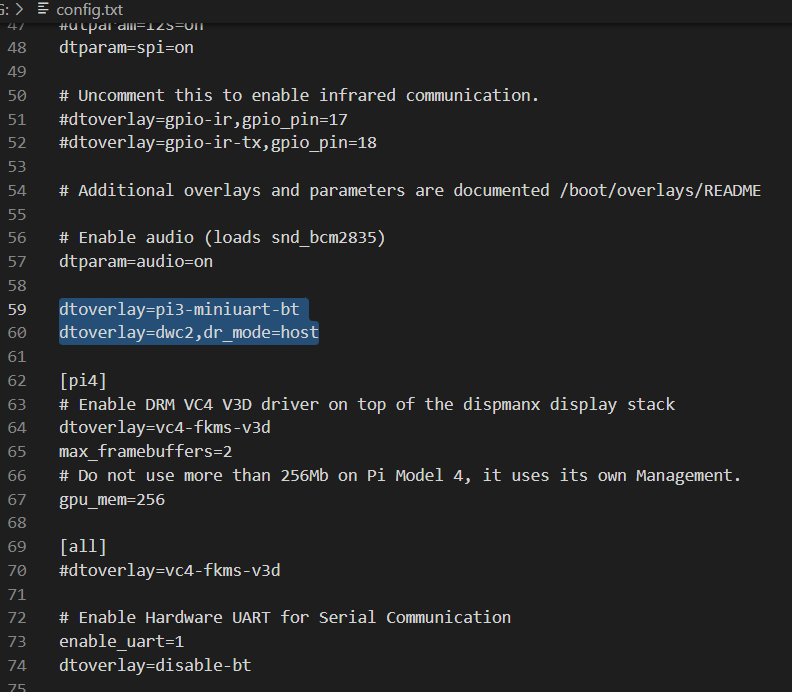 G: > config.txt
47 #dtparam=i2s=on
48 dtparam=spi=on
49
50 # Uncomment this to enable infrared communication.
51 #dtoverlay=gpio-ir,gpio_pin=17
52 #dtoverlay=gpio-ir-tx,gpio_pin=18
53
54 # Additional overlays and parameters are documented /boot/overlays/README
55
56 # Enable audio (loads snd_bcm2835)
57 dtparam=audio=on
58
59 dtoverlay=pi3-miniuart-bt
60 dtoverlay=dwc2,dr_mode=host
61
62 [pi4]
63 # Enable DRM VC4 V3D driver on top of the dispmanx display stack
64 dtoverlay=vc4-fkms-v3d
65 max_framebuffers=2
66 # Do not use more than 256Mb on Pi Model 4, it uses its own Management.
67 gpu_mem=256
68
69 [all]
70 #dtoverlay=vc4-fkms-v3d
71
72 # Enable Hardware UART for Serial Communication
73 enable_uart=1
74 dtoverlay=disable-bt
75